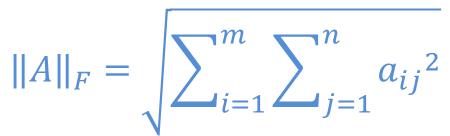 ‖A‖_F = √(∑_{i=1}^{m} ∑_{j=1}^{n} a_{ij}²)